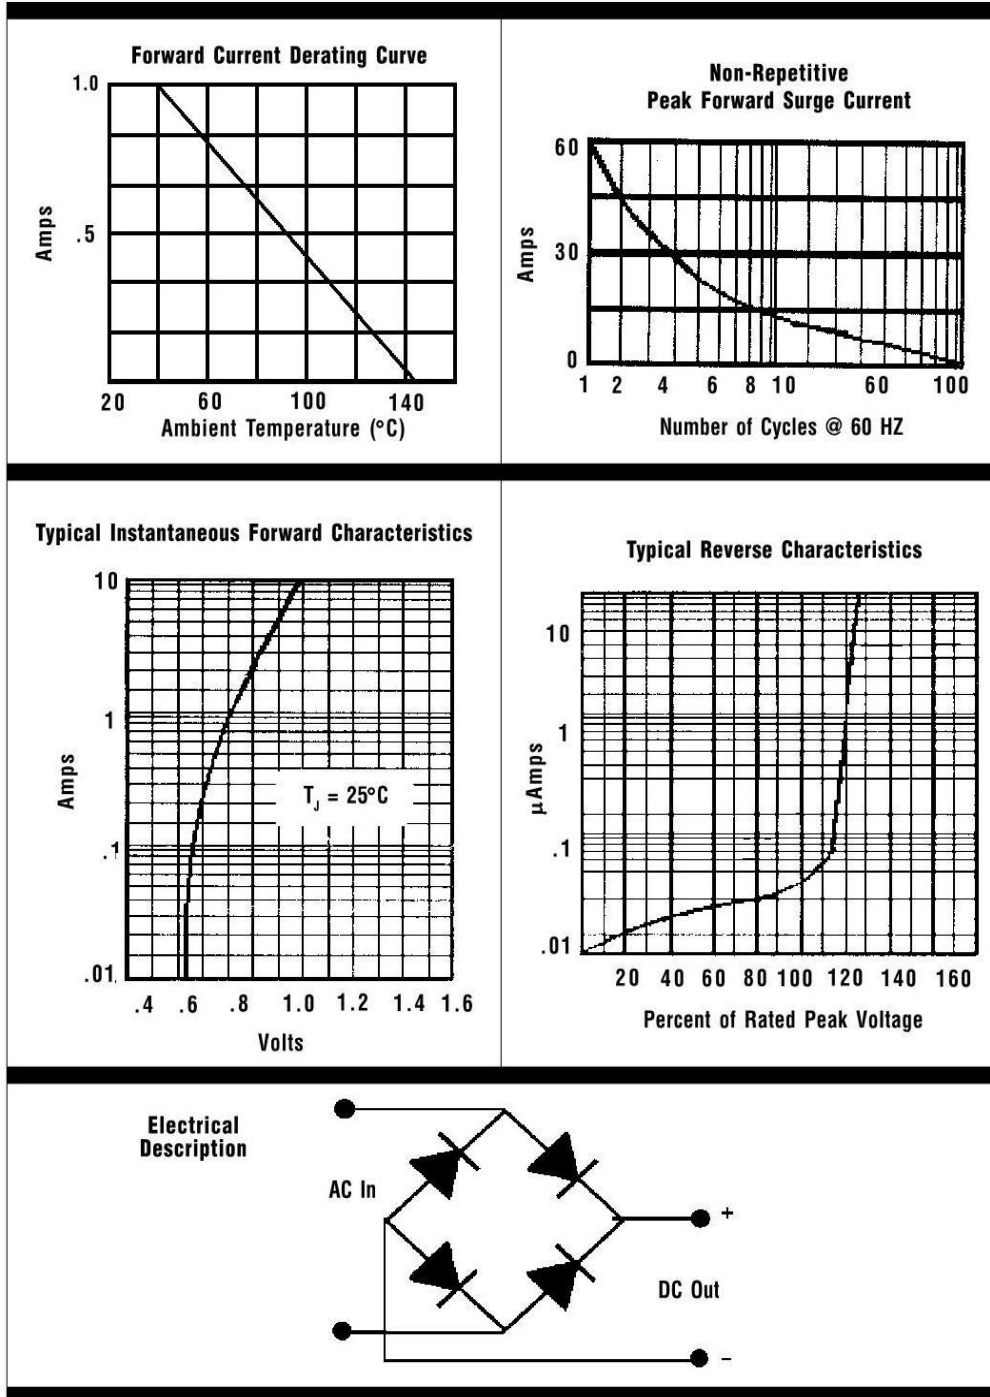 Forward Current Derating Curve
1.0
.5
Amps
20 60 100 140
Ambient Temperature (°C)
Non-Repetitive
Peak Forward Surge Current
60
30
0
Amps
1 2 4 6 8 10 60 100
Number of Cycles @ 60 HZ
Typical Instantaneous Forward Characteristics
10
1
.1
.01
Amps
TJ = 25°C
.4 .6 .8 1.0 1.2 1.4 1.6
Volts
Typical Reverse Characteristics
10
1
.1
.01
µAmps
20 40 60 80 100 120 140 160
Percent of Rated Peak Voltage
Electrical
Description
AC In
+
DC Out
–